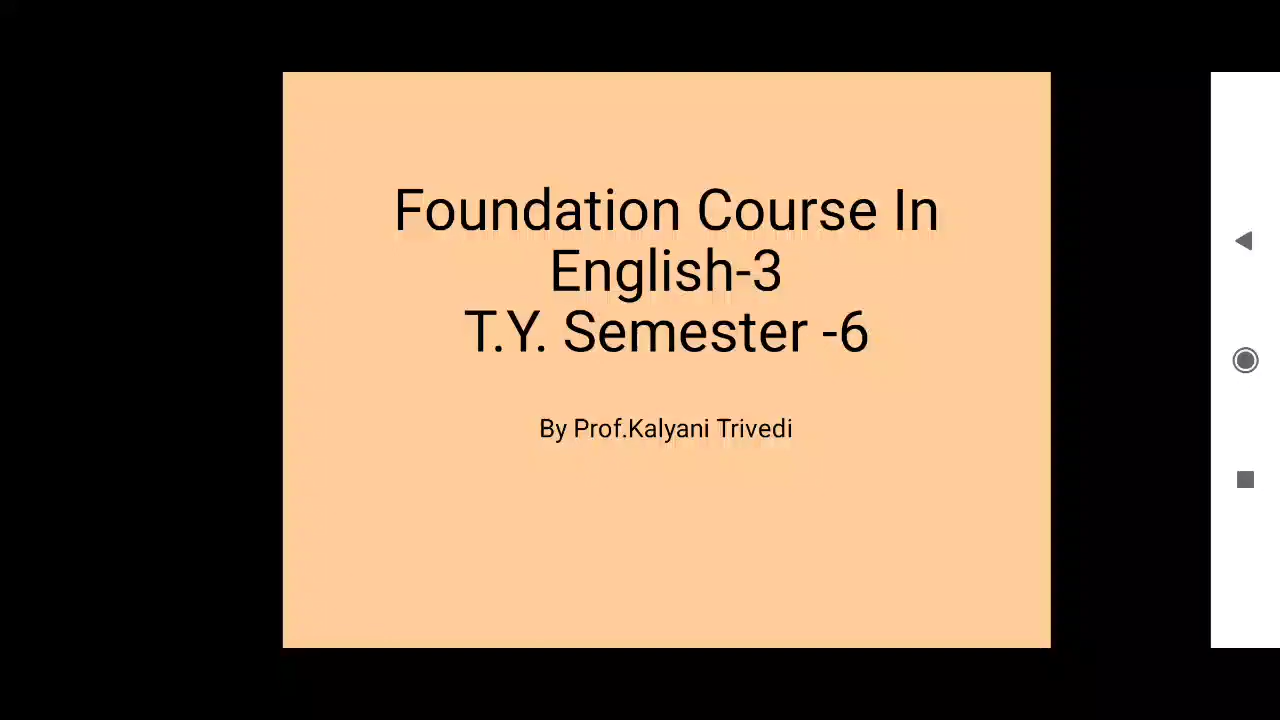 Foundation Course In
English-3
T.Y. Semester -6
By Prof.Kalyani Trivedi